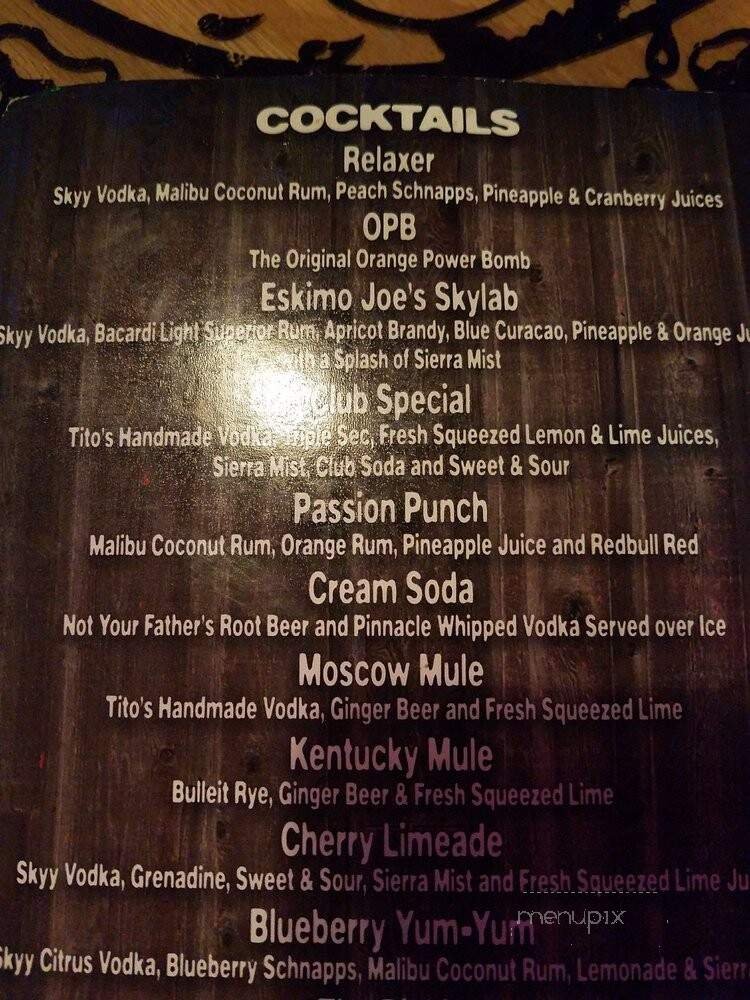 COCKTAILS
Relaxer
Skyy Vodka, Malibu Coconut Rum, Peach Schnapps, Pineapple & Cranberry Juices
OPB
The Original Orange Power Bomb
Eskimo Joe's Skylab
Skyy Vodka, Bacardi Light Superior Rum, Apricot Brandy, Blue Curacao, Pineapple & Orange Ju
with a Splash of Sierra Mist
Club Special
Tito's Handmade Vodka, Triple Sec, Fresh Squeezed Lemon & Lime Juices,
Sierra Mist, Club Soda and Sweet & Sour
Passion Punch
Malibu Coconut Rum, Orange Rum, Pineapple Juice and Redbull Red
Cream Soda
Not Your Father's Root Beer and Pinnacle Whipped Vodka Served over Ice
Moscow Mule
Tito's Handmade Vodka, Ginger Beer and Fresh Squeezed Lime
Kentucky Mule
Bulleit Rye, Ginger Beer & Fresh Squeezed Lime
Cherry Limeade
Skyy Vodka, Grenadine, Sweet & Sour, Sierra Mist and Fresh Squeezed Lime Ju
Blueberry Yum-Yum
menupix
Skyy Citrus Vodka, Blueberry Schnapps, Malibu Coconut Rum, Lemonade & Sierr